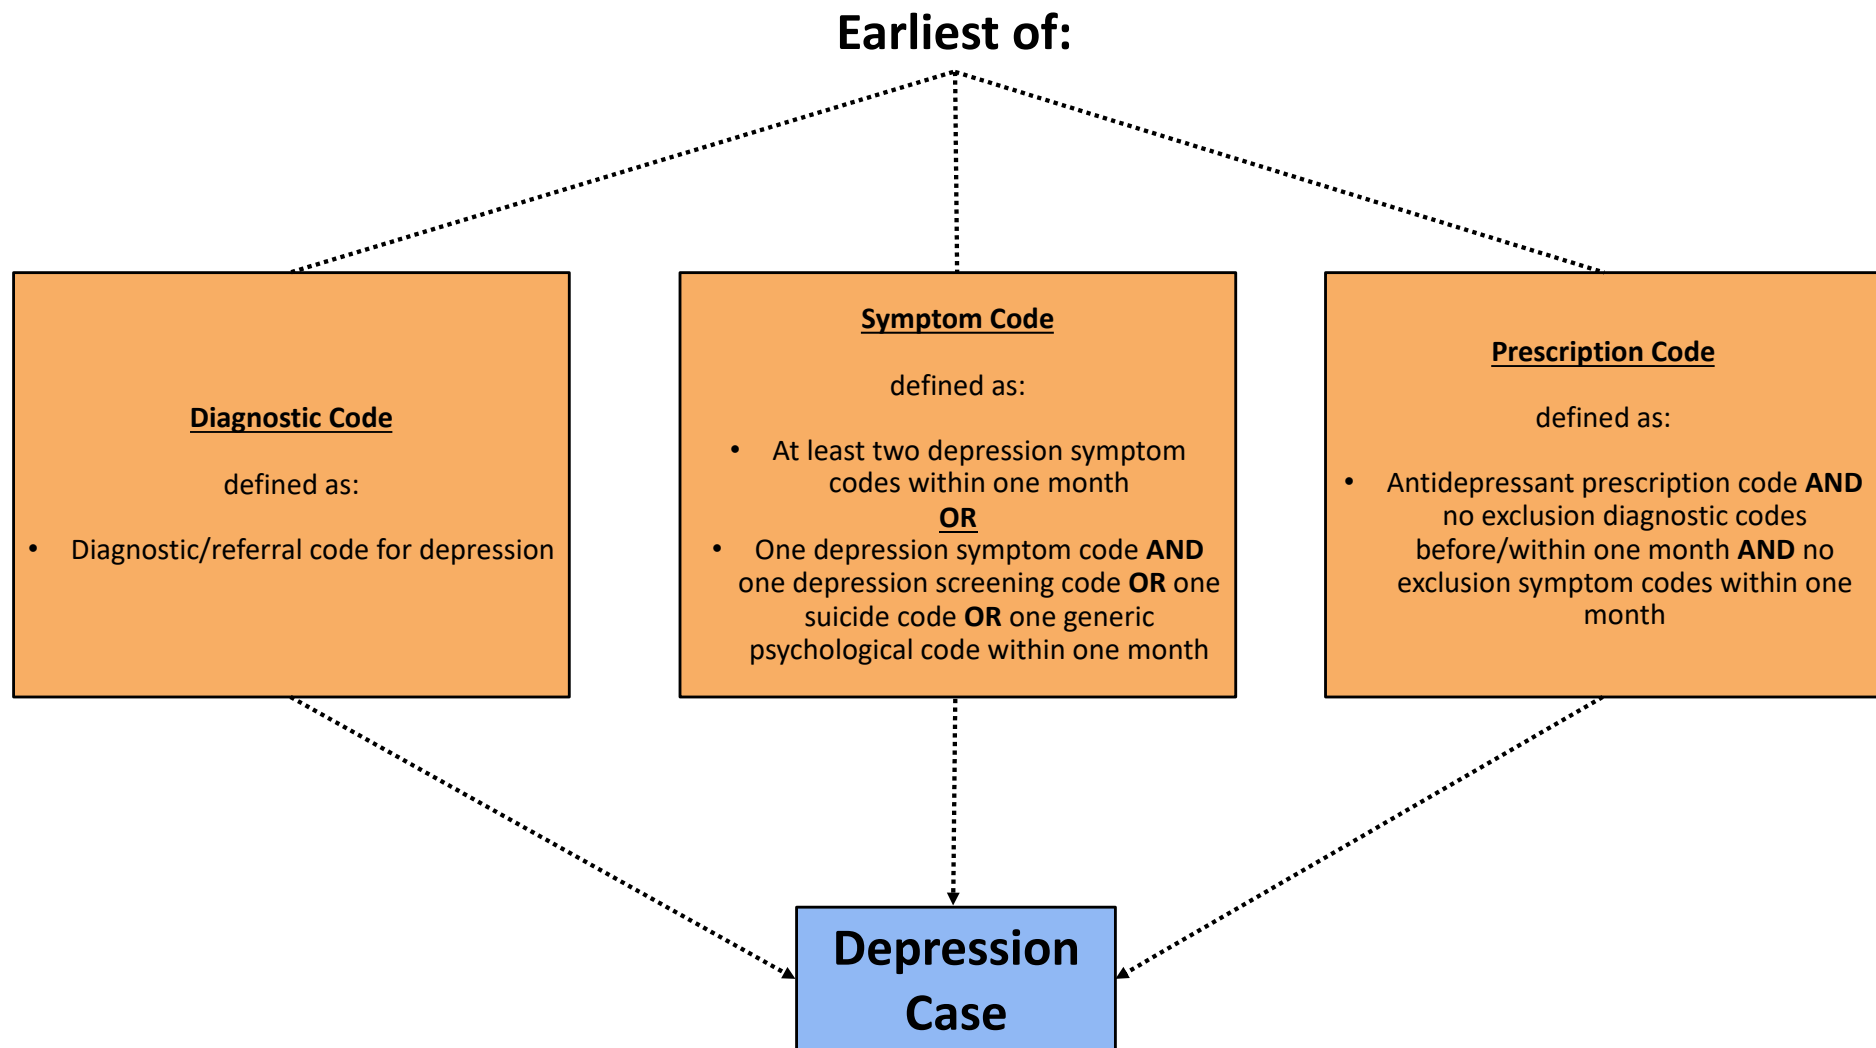 Earliest of:
Diagnostic Code
defined as:
• Diagnostic/referral code for depression
Symptom Code
defined as:
• At least two depression symptom
codes within one month
OR
• One depression symptom code AND
one depression screening code OR one
suicide code OR one generic
psychological code within one month
Prescription Code
defined as:
• Antidepressant prescription code AND
no exclusion diagnostic codes
before/within one month AND no
exclusion symptom codes within one
month
Depression
Case